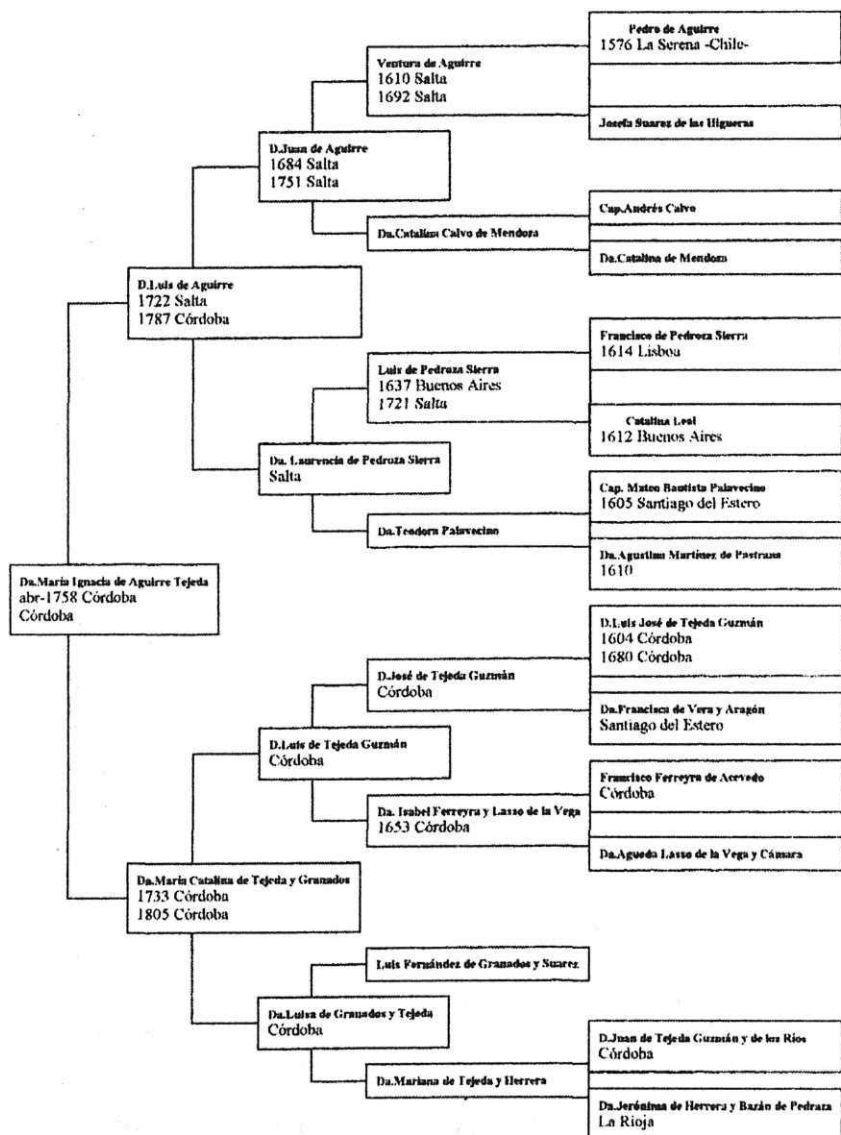 Pedro de Aguirre
1576 La Serena -Chile-
Ventura de Aguirre
1610 Salta
1692 Salta
Josefa Suarez de las Higueras
D.Juan de Aguirre
1684 Salta
1751 Salta
Cap.Andrés Calvo
Da.Catalina Calvo de Mendoza
Da.Catalina de Mendoza
D.Luis de Aguirre
1722 Salta
1787 Córdoba
Francisco de Pedroza Sierra
1614 Lisboa
Luis de Pedroza Sierra
1637 Buenos Aires
1721 Salta
Catalina Leal
1612 Buenos Aires
Da. Laurencia de Pedroza Sierra
Salta
Cap. Mateo Bautista Palavecino
1605 Santiago del Estero
Da.Teodora Palavecino
Da.Agustina Martínez de Pastrana
1610
Da.María Ignacia de Aguirre Tejeda
abr-1758 Córdoba
Córdoba
D.Luis José de Tejeda Guzmán
1604 Córdoba
1680 Córdoba
D.José de Tejeda Guzmán
Córdoba
Da.Francisca de Vera y Aragón
Santiago del Estero
D.Luis de Tejeda Guzmán
Córdoba
Francisco Ferreyra de Acevedo
Córdoba
Da. Isabel Ferreyra y Lasso de la Vega
1653 Córdoba
Da.Agueda Lasso de la Vega y Cámara
Da.María Catalina de Tejeda y Granados
1733 Córdoba
1805 Córdoba
Luis Fernández de Granados y Suarez
Da.Luisa de Granados y Tejeda
Córdoba
D.Juan de Tejeda Guzmán y de los Ríos
Córdoba
Da.Mariana de Tejeda y Herrera
Da.Jerónima de Herrera y Bazán de Pedraza
La Rioja